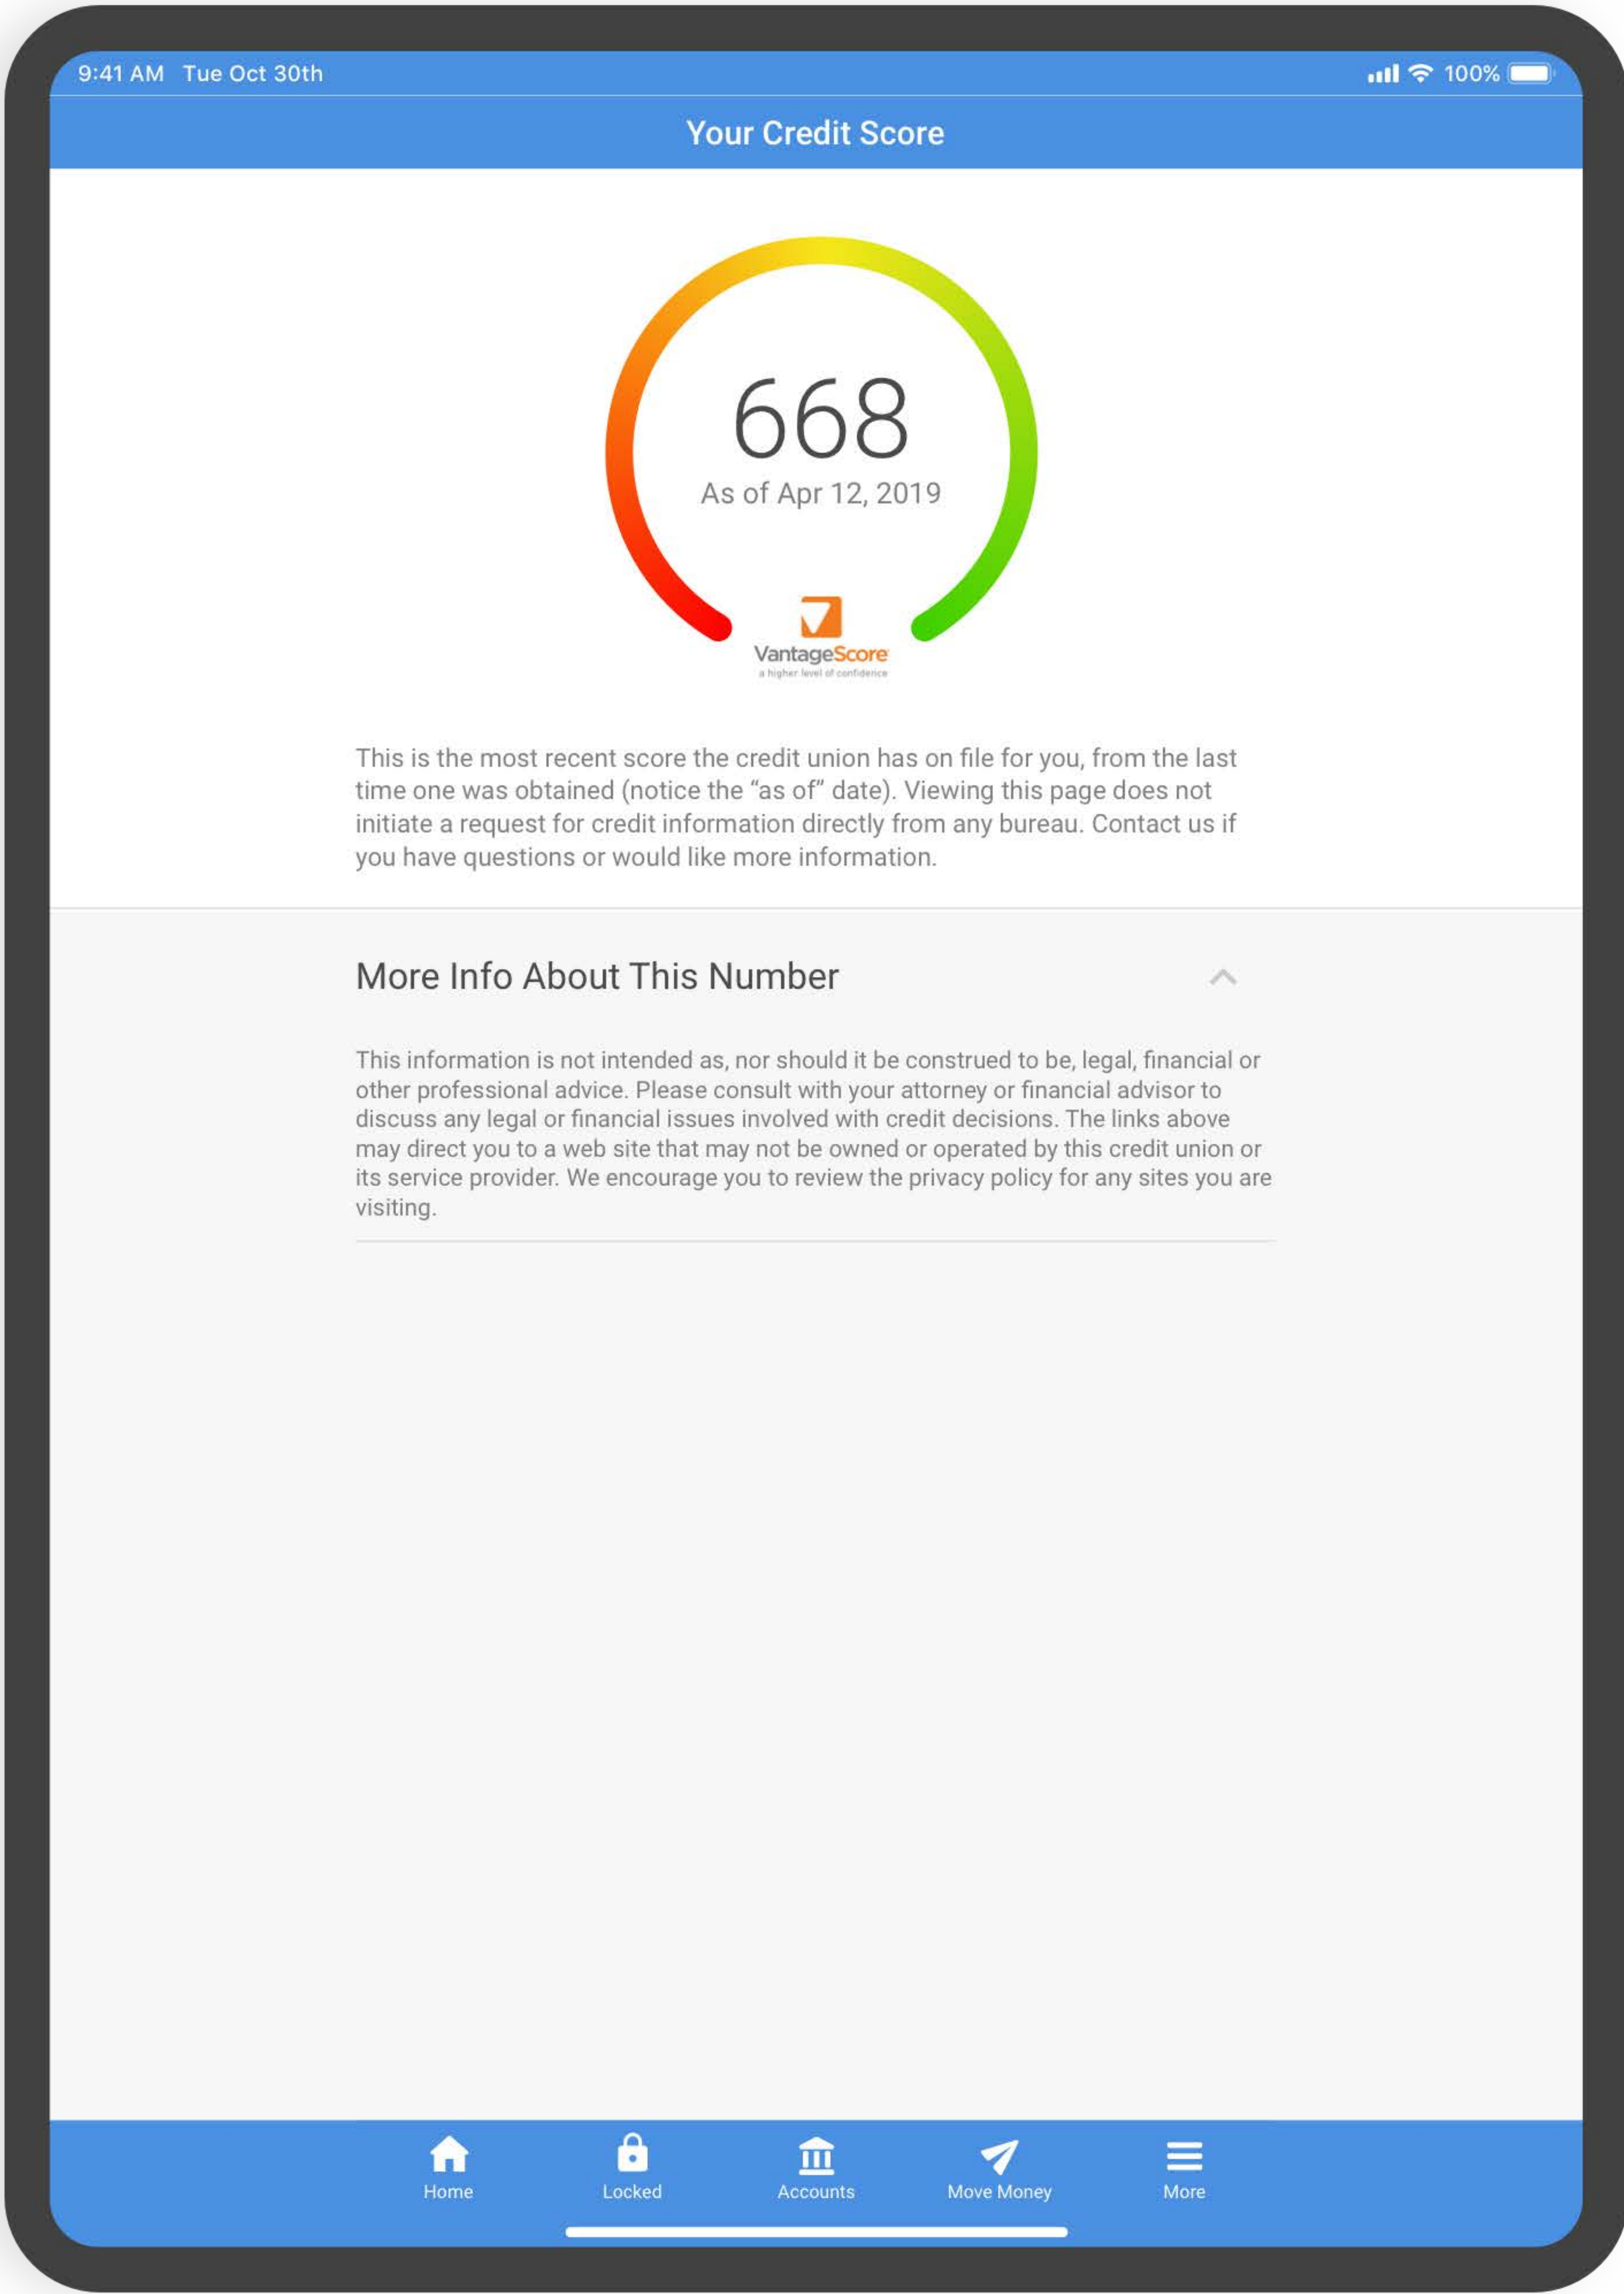 9:41 AM Tue Oct 30th
100%
Your Credit Score
668
As of Apr 12, 2019
VantageScore
a higher level of confidence
This is the most recent score the credit union has on file for you, from the last
time one was obtained (notice the “as of” date). Viewing this page does not
initiate a request for credit information directly from any bureau. Contact us if
you have questions or would like more information.
More Info About This Number
This information is not intended as, nor should it be construed to be, legal, financial or
other professional advice. Please consult with your attorney or financial advisor to
discuss any legal or financial issues involved with credit decisions. The links above
may direct you to a web site that may not be owned or operated by this credit union or
its service provider. We encourage you to review the privacy policy for any sites you are
visiting.
Home
Locked
Accounts
Move Money
More